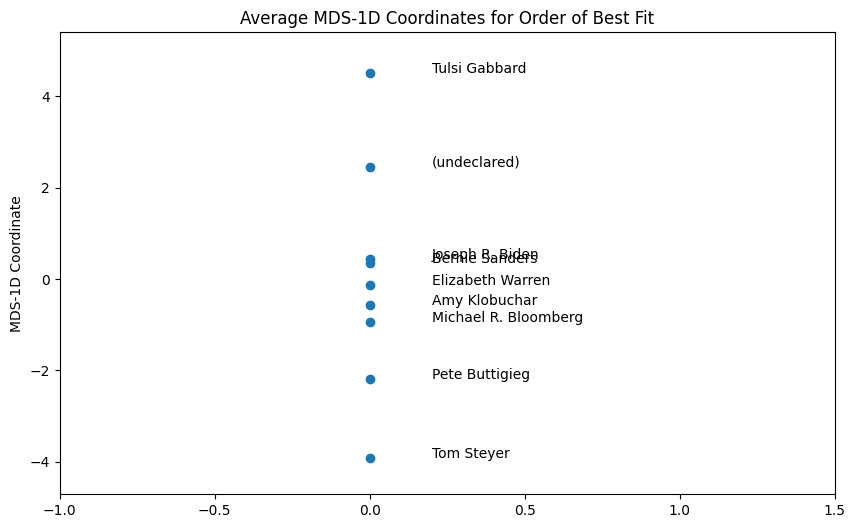 Average MDS-1D Coordinates for Order of Best Fit
Tulsi Gabbard
4
(undeclared)
2
Joseph R. Biden
Bernie Sanders
0
Elizabeth Warren
Amy Klobuchar
Michael R. Bloomberg
MDS-1D Coordinate
−2
Pete Buttigieg
Tom Steyer
−4
−1.0 −0.5 0.0 0.5 1.0 1.5